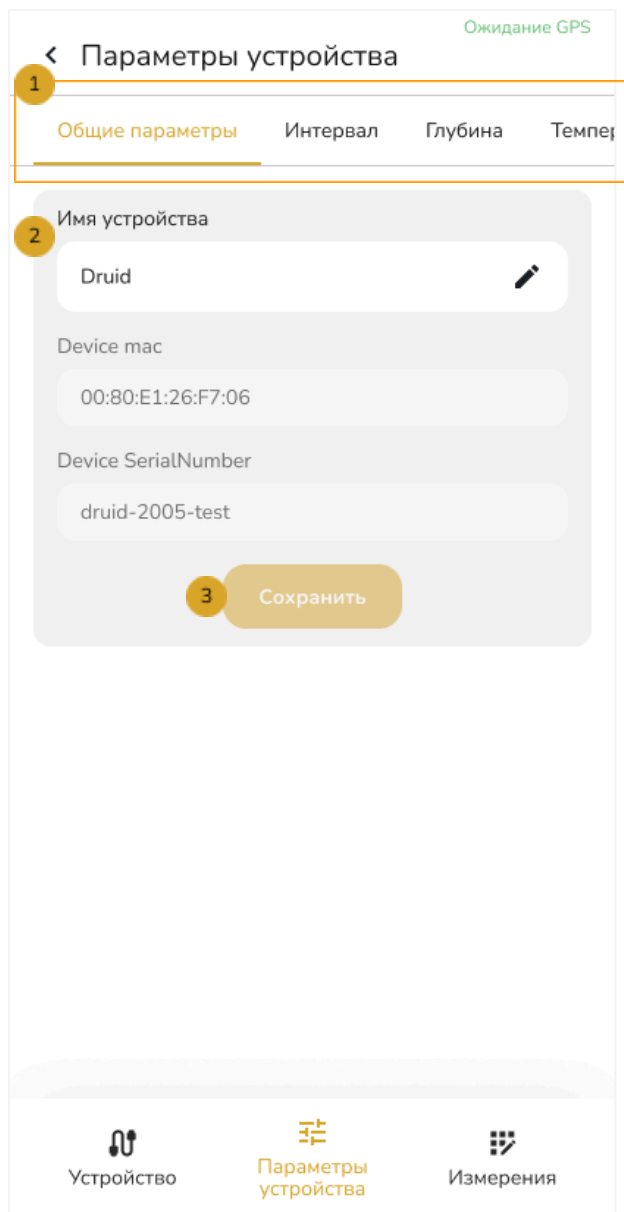 Ожидание GPS
Параметры устройства
1
Общие параметры Интервал Глубина Темпер
2 Имя устройства
Druid
Device mac
00:80:E1:26:F7:06
Device SerialNumber
druid-2005-test
3 Сохранить
Устройство
Параметры
устройства
Измерения